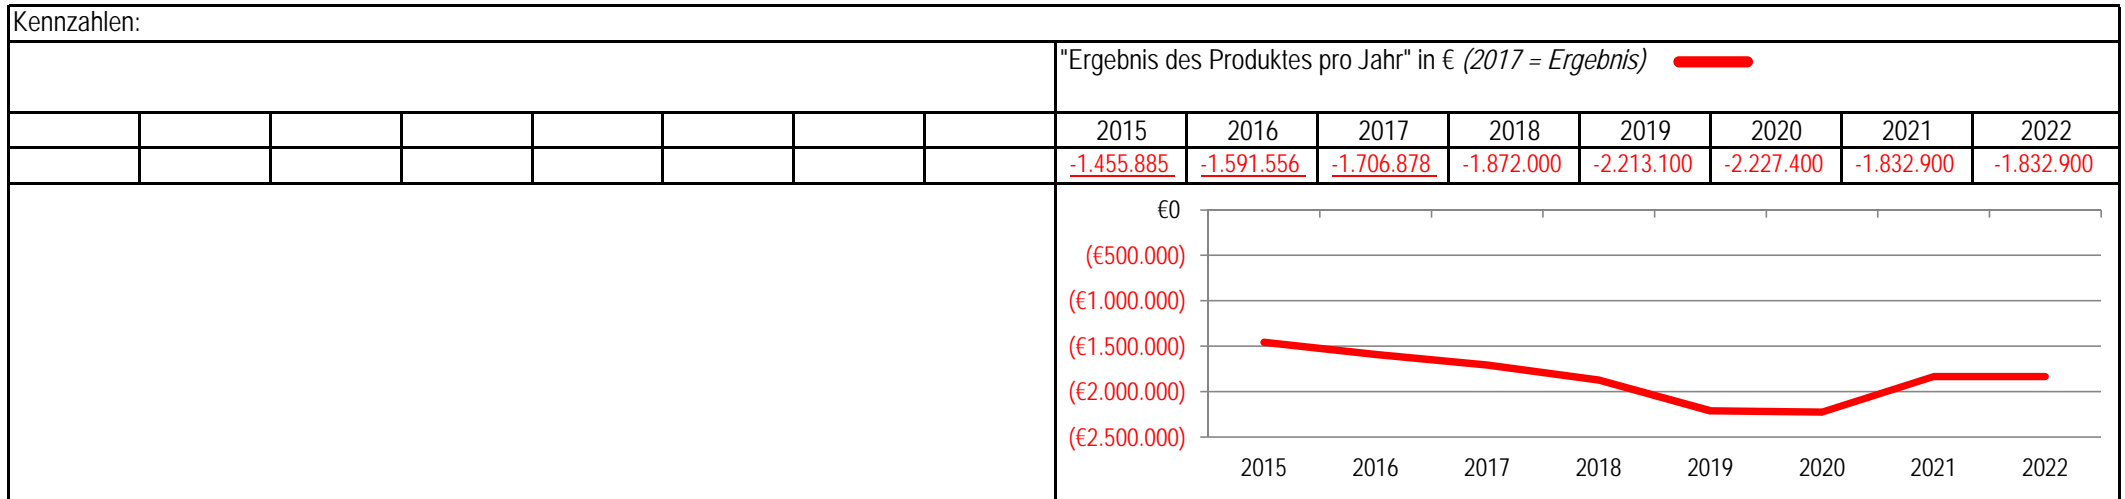 Kennzahlen:
"Ergebnis des Produktes pro Jahr" in € (2017 = Ergebnis)
2015 2016 2017 2018 2019 2020 2021 2022
-1.455.885 -1.591.556 -1.706.878 -1.872.000 -2.213.100 -2.227.400 -1.832.900 -1.832.900
€0
(€500.000)
(€1.000.000)
(€1.500.000)
(€2.000.000)
(€2.500.000)
2015 2016 2017 2018 2019 2020 2021 2022